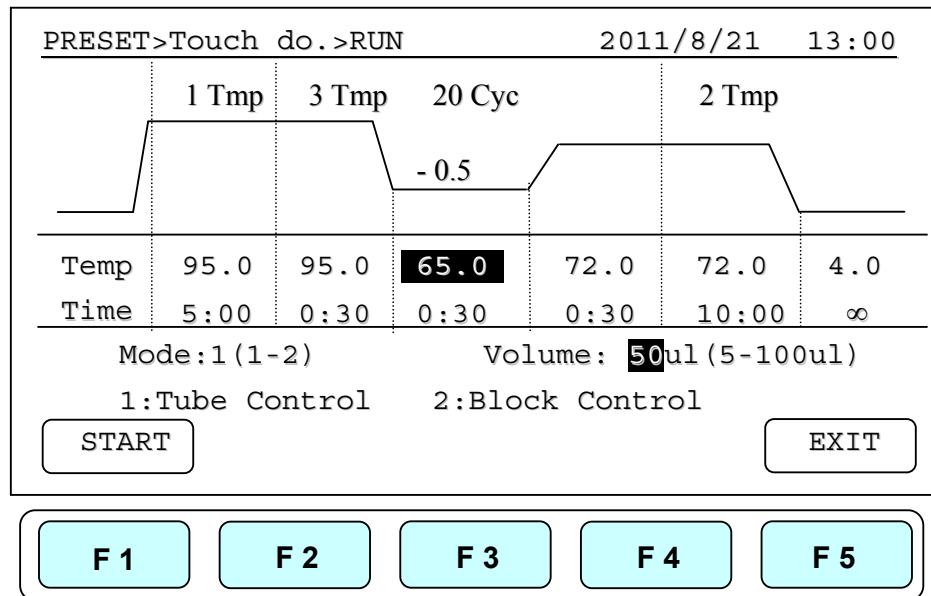 PRESET>Touch do.>RUN 2011/8/21 13:00
1 Tmp 3 Tmp 20 Cyc 2 Tmp
- 0.5
Temp 95.0 95.0 65.0 72.0 72.0 4.0
Time 5:00 0:30 0:30 0:30 10:00 ∞
Mode:1(1-2) Volume: 50ul(5-100ul)
1:Tube Control 2:Block Control
START EXIT
F 1 F 2 F 3 F 4 F 5